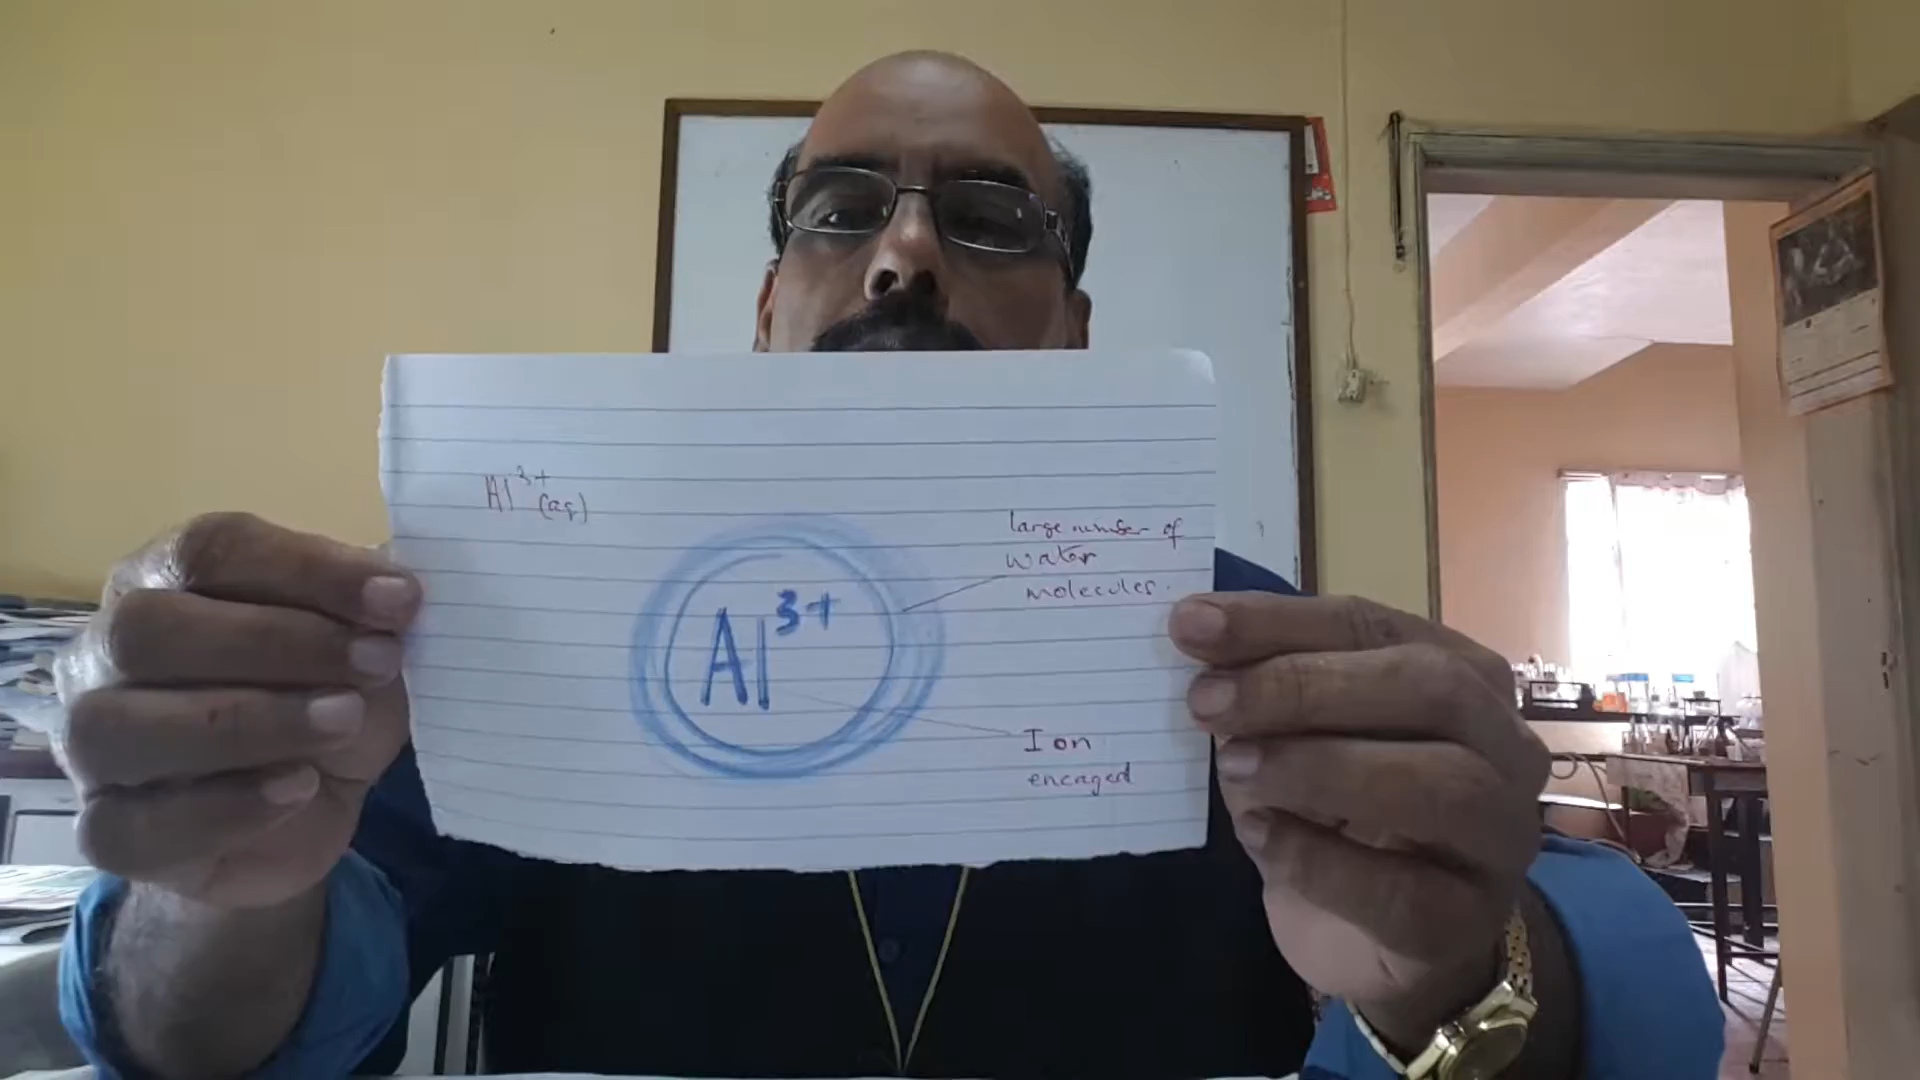 Al³⁺(aq)
large number of
water
molecules.
Al³⁺
Ion
encaged